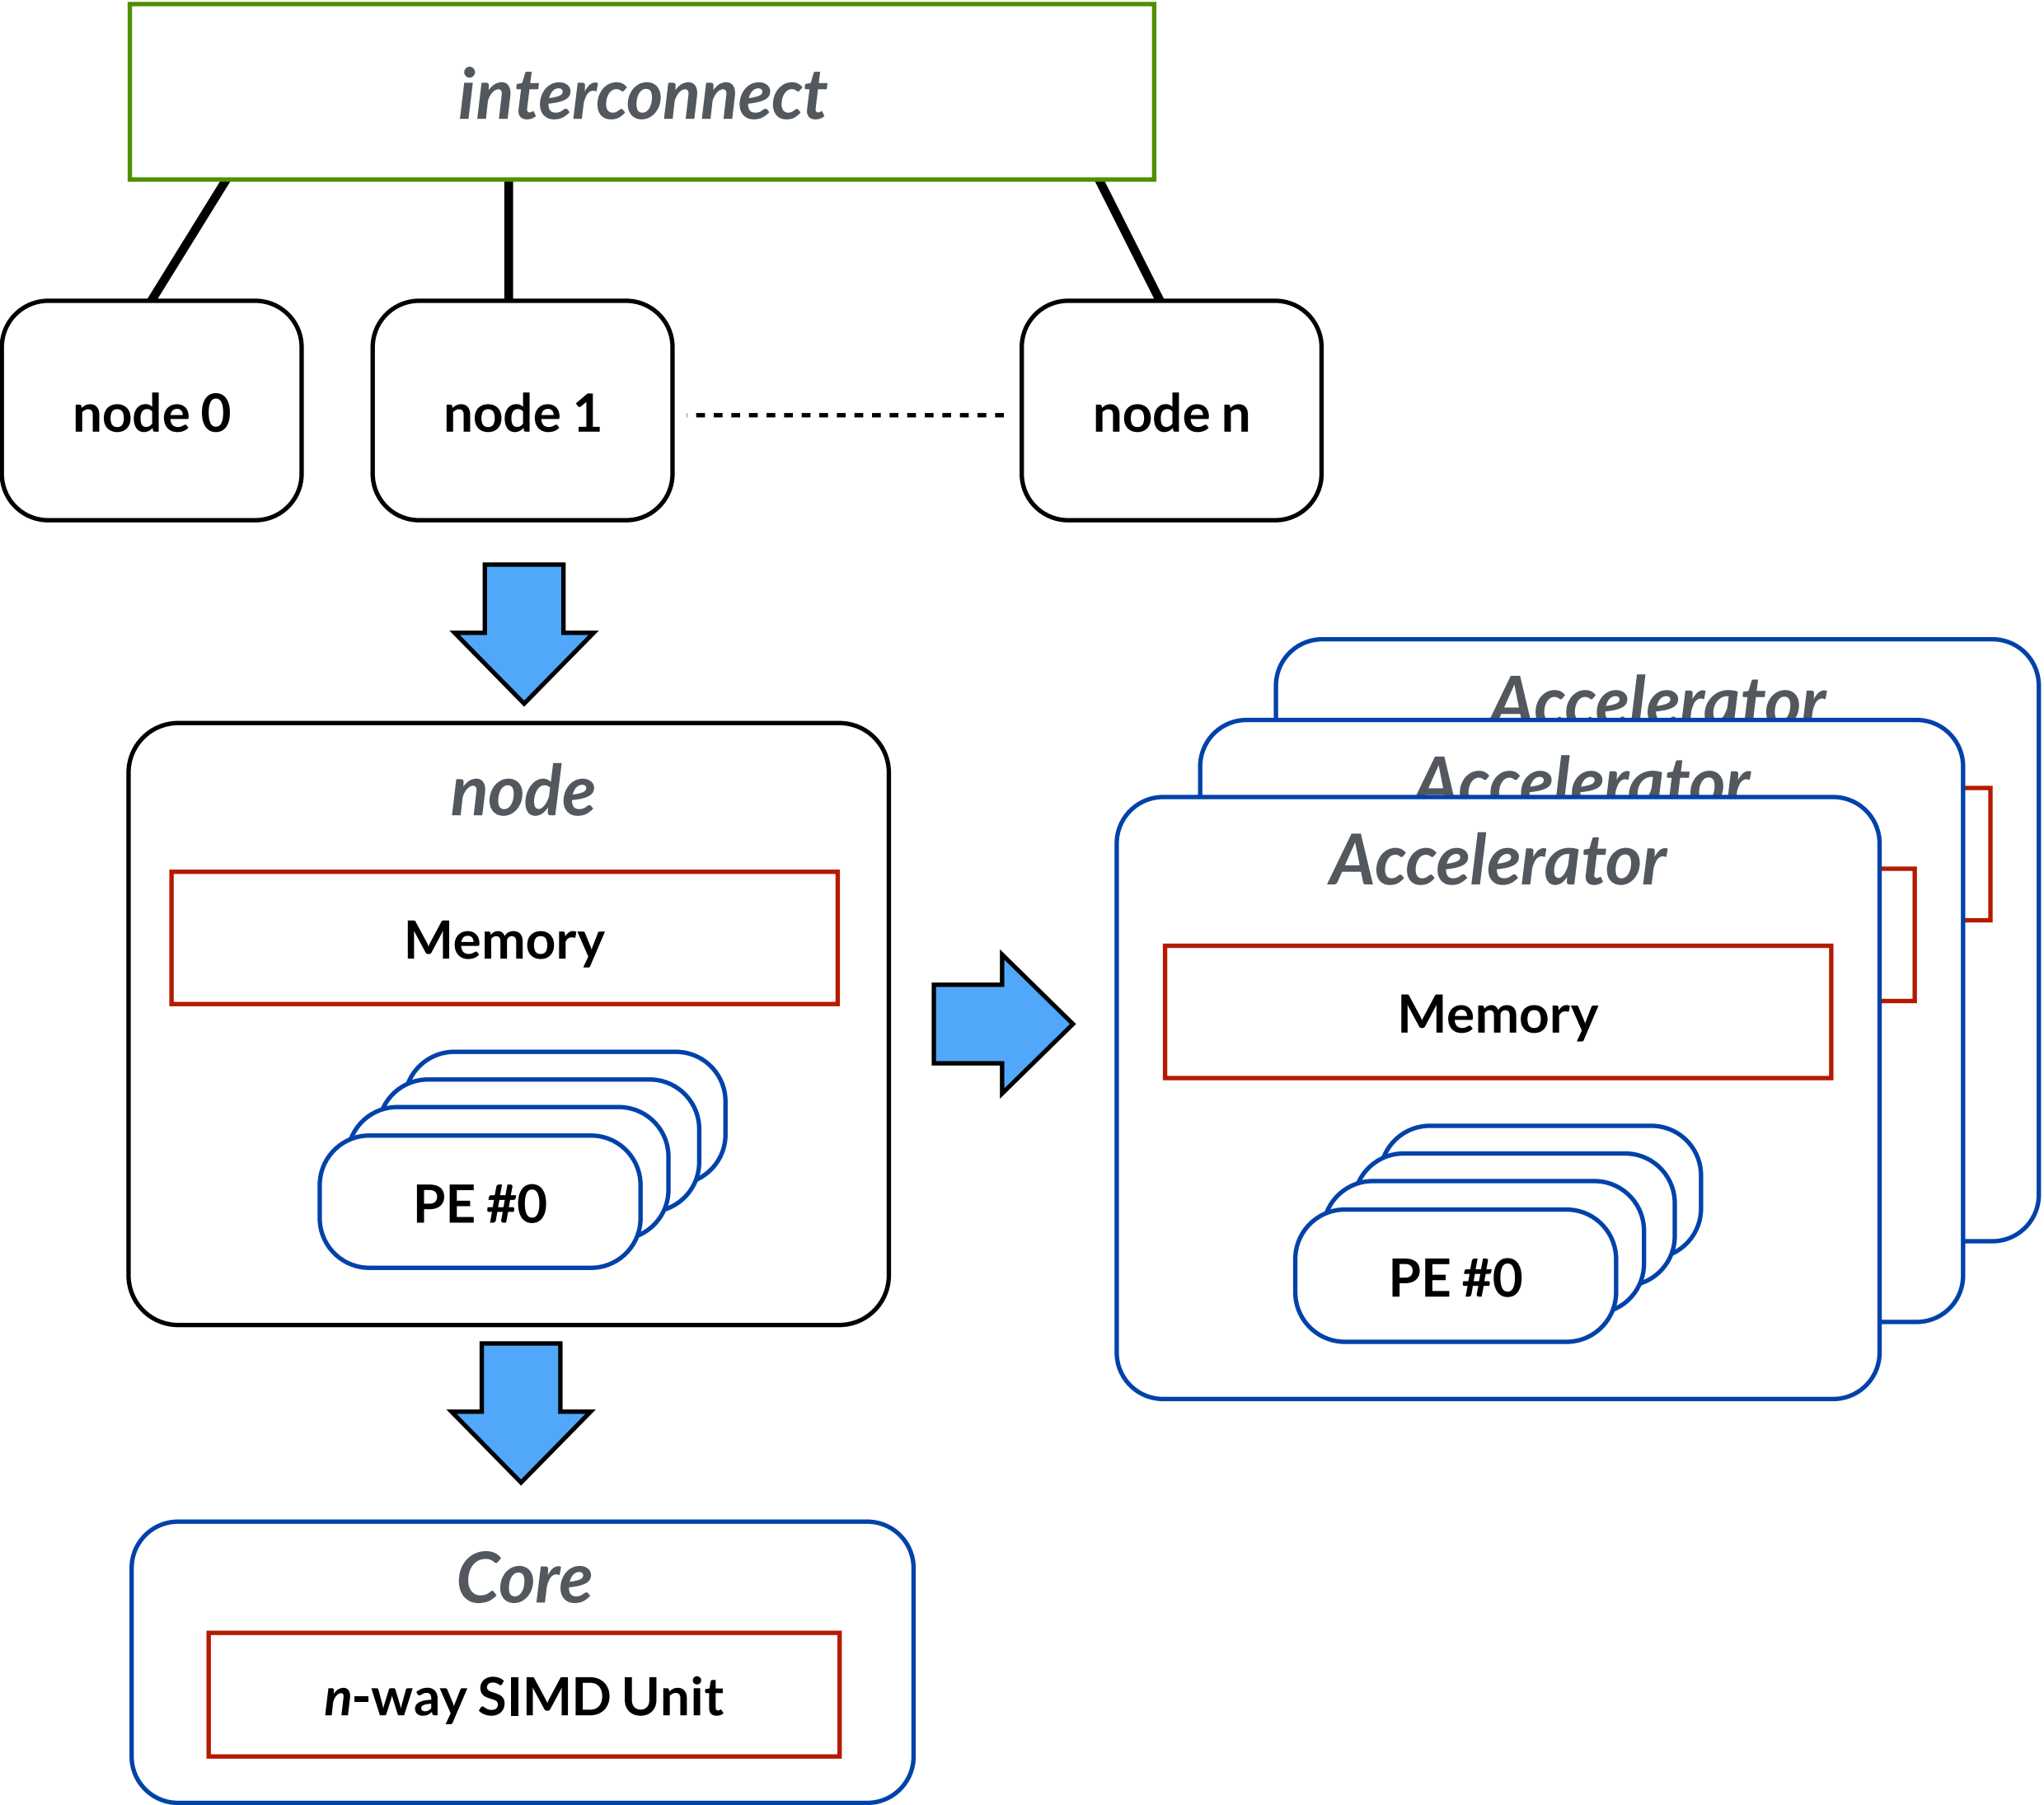 interconnect
node 0
node 1
node n
node
Memory
PE #0
Accelerator
Accelerator
Accelerator
Memory
PE #0
Core
n-way SIMD Unit